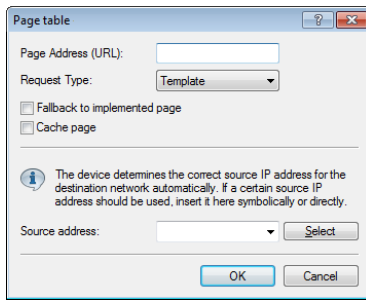 Page table
Page Address (URL):
Request Type: Template
Fallback to implemented page
Cache page
The device determines the correct source IP address for the
destination network automatically. If a certain source IP
address should be used, insert it here symbolically or directly.
Source address: Select
OK Cancel